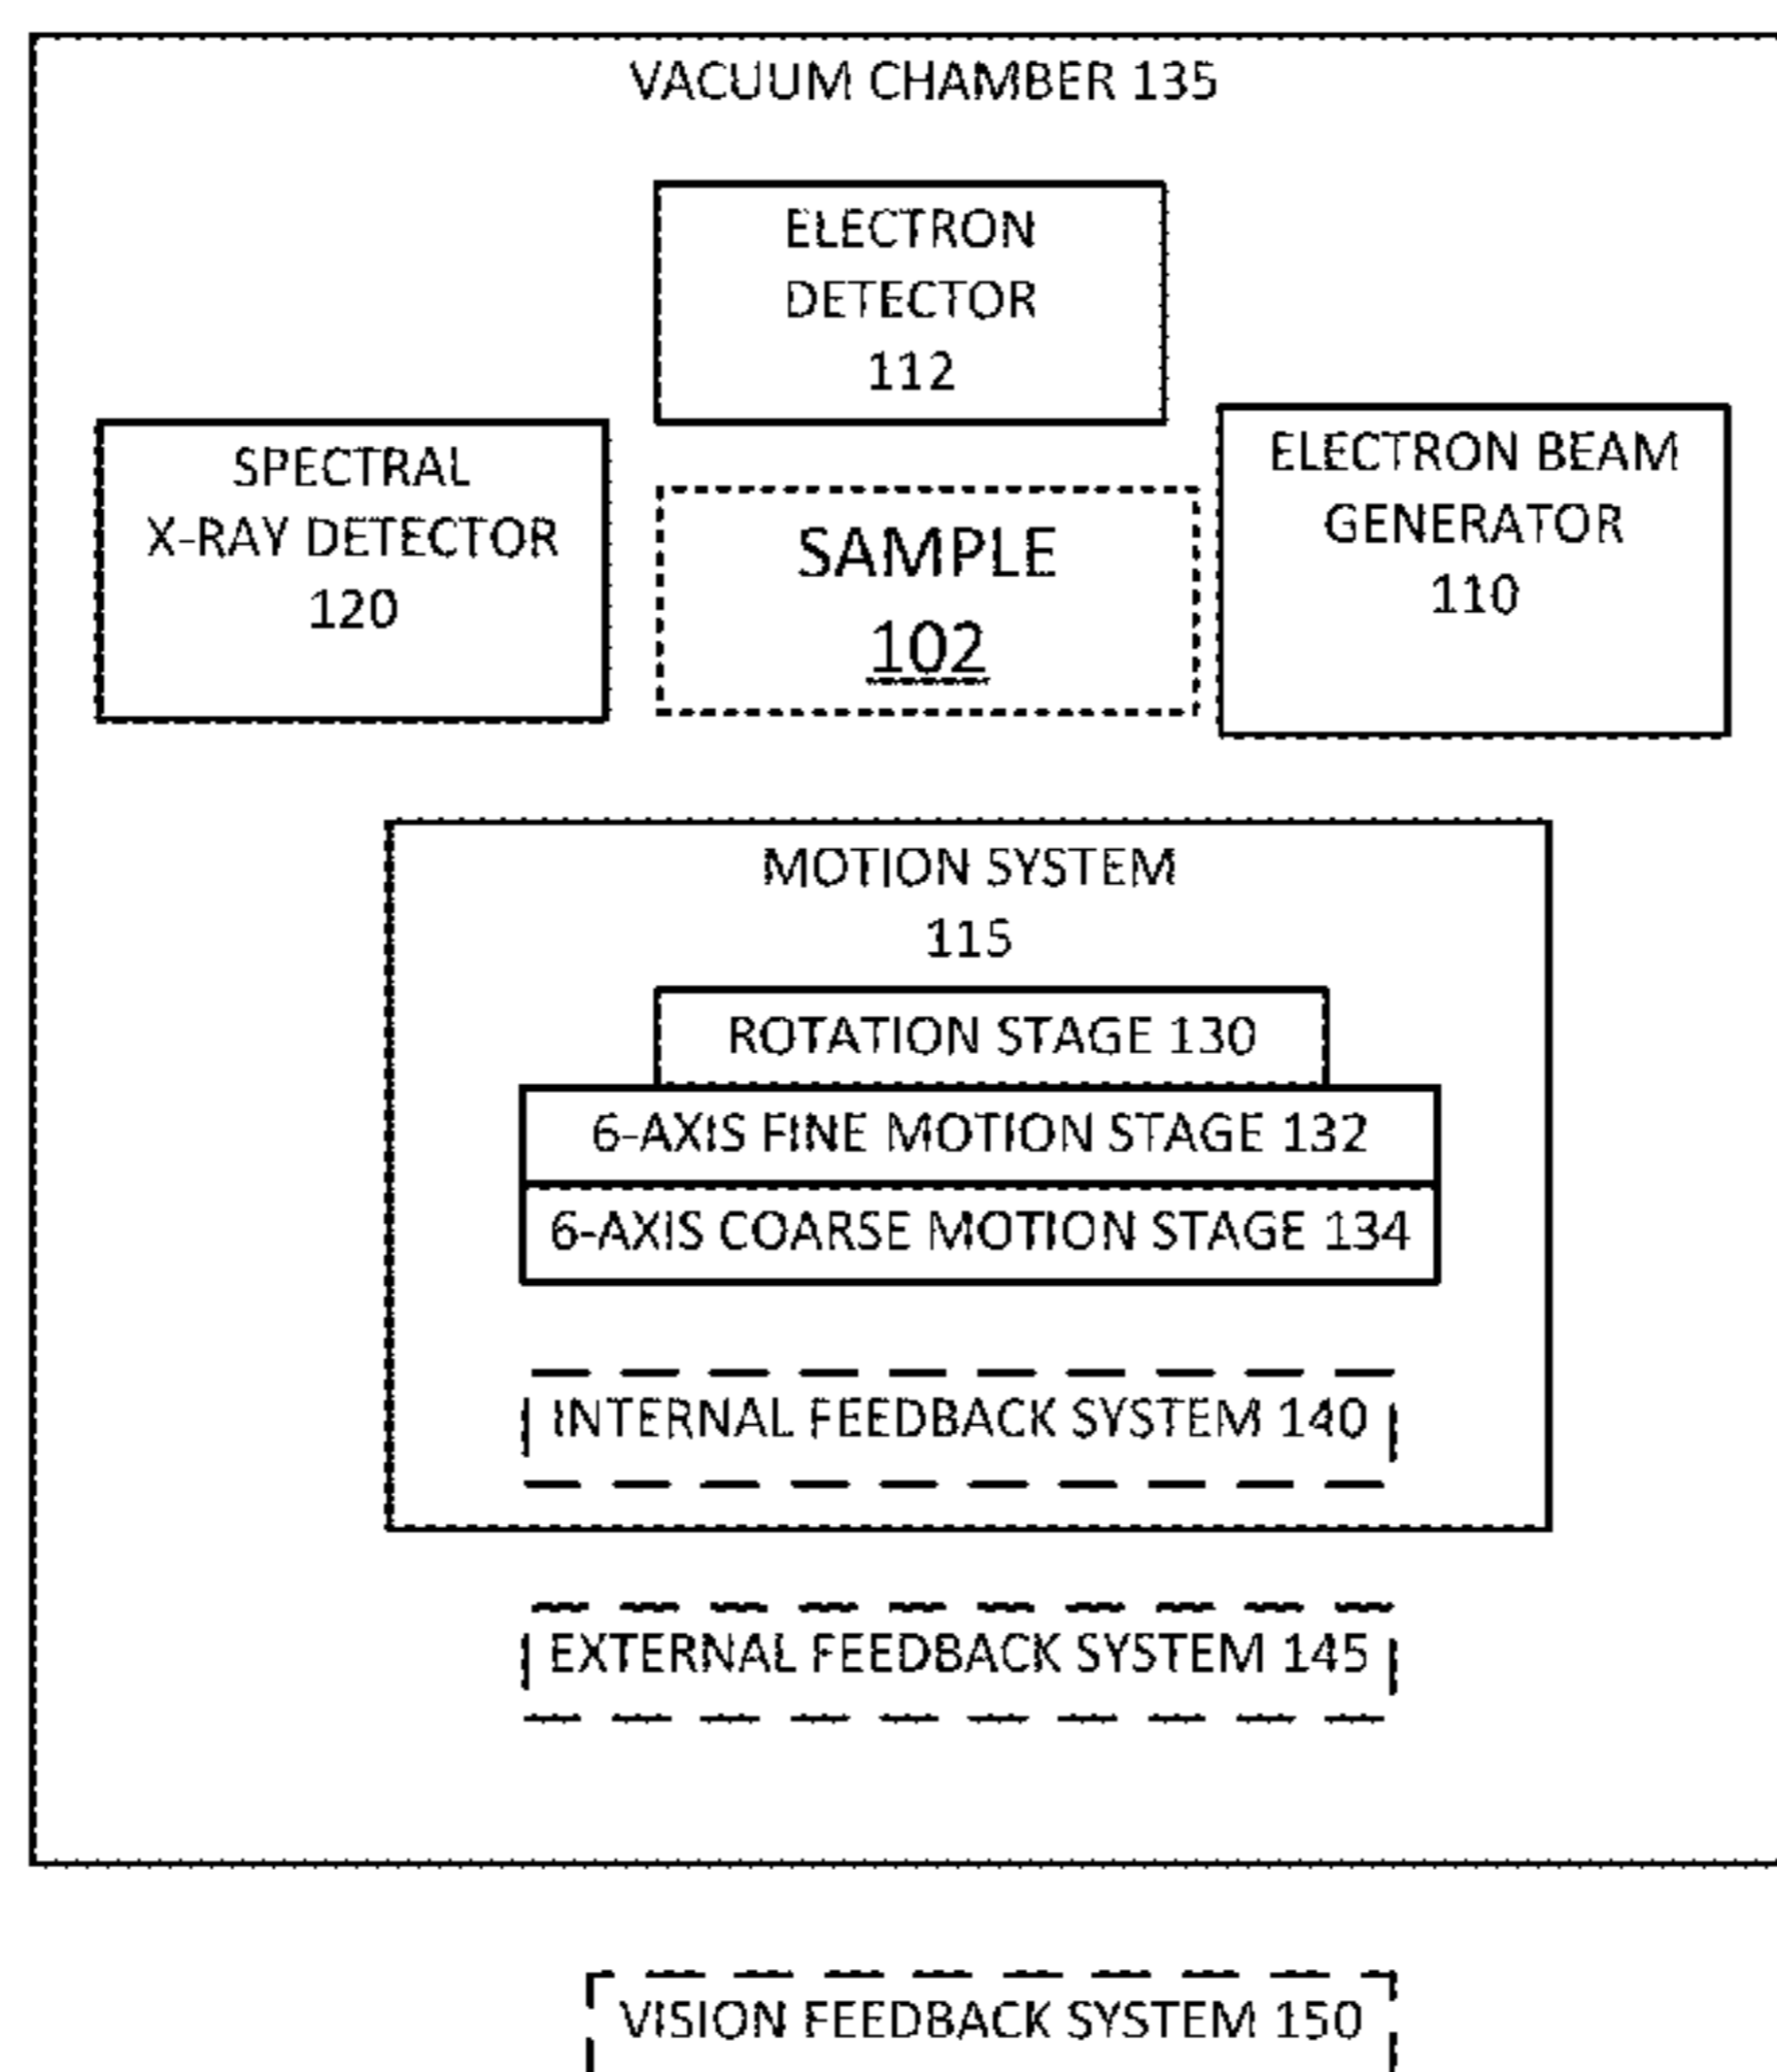 VACUUM CHAMBER 135
ELECTRON
DETECTOR
112
SPECTRAL
X-RAY DETECTOR
120
SAMPLE
102
ELECTRON BEAM
GENERATOR
110
MOTION SYSTEM
115
ROTATION STAGE 130
6-AXIS FINE MOTION STAGE 132
6-AXIS COARSE MOTION STAGE 134
INTERNAL FEEDBACK SYSTEM 140
EXTERNAL FEEDBACK SYSTEM 145
VISION FEEDBACK SYSTEM 150